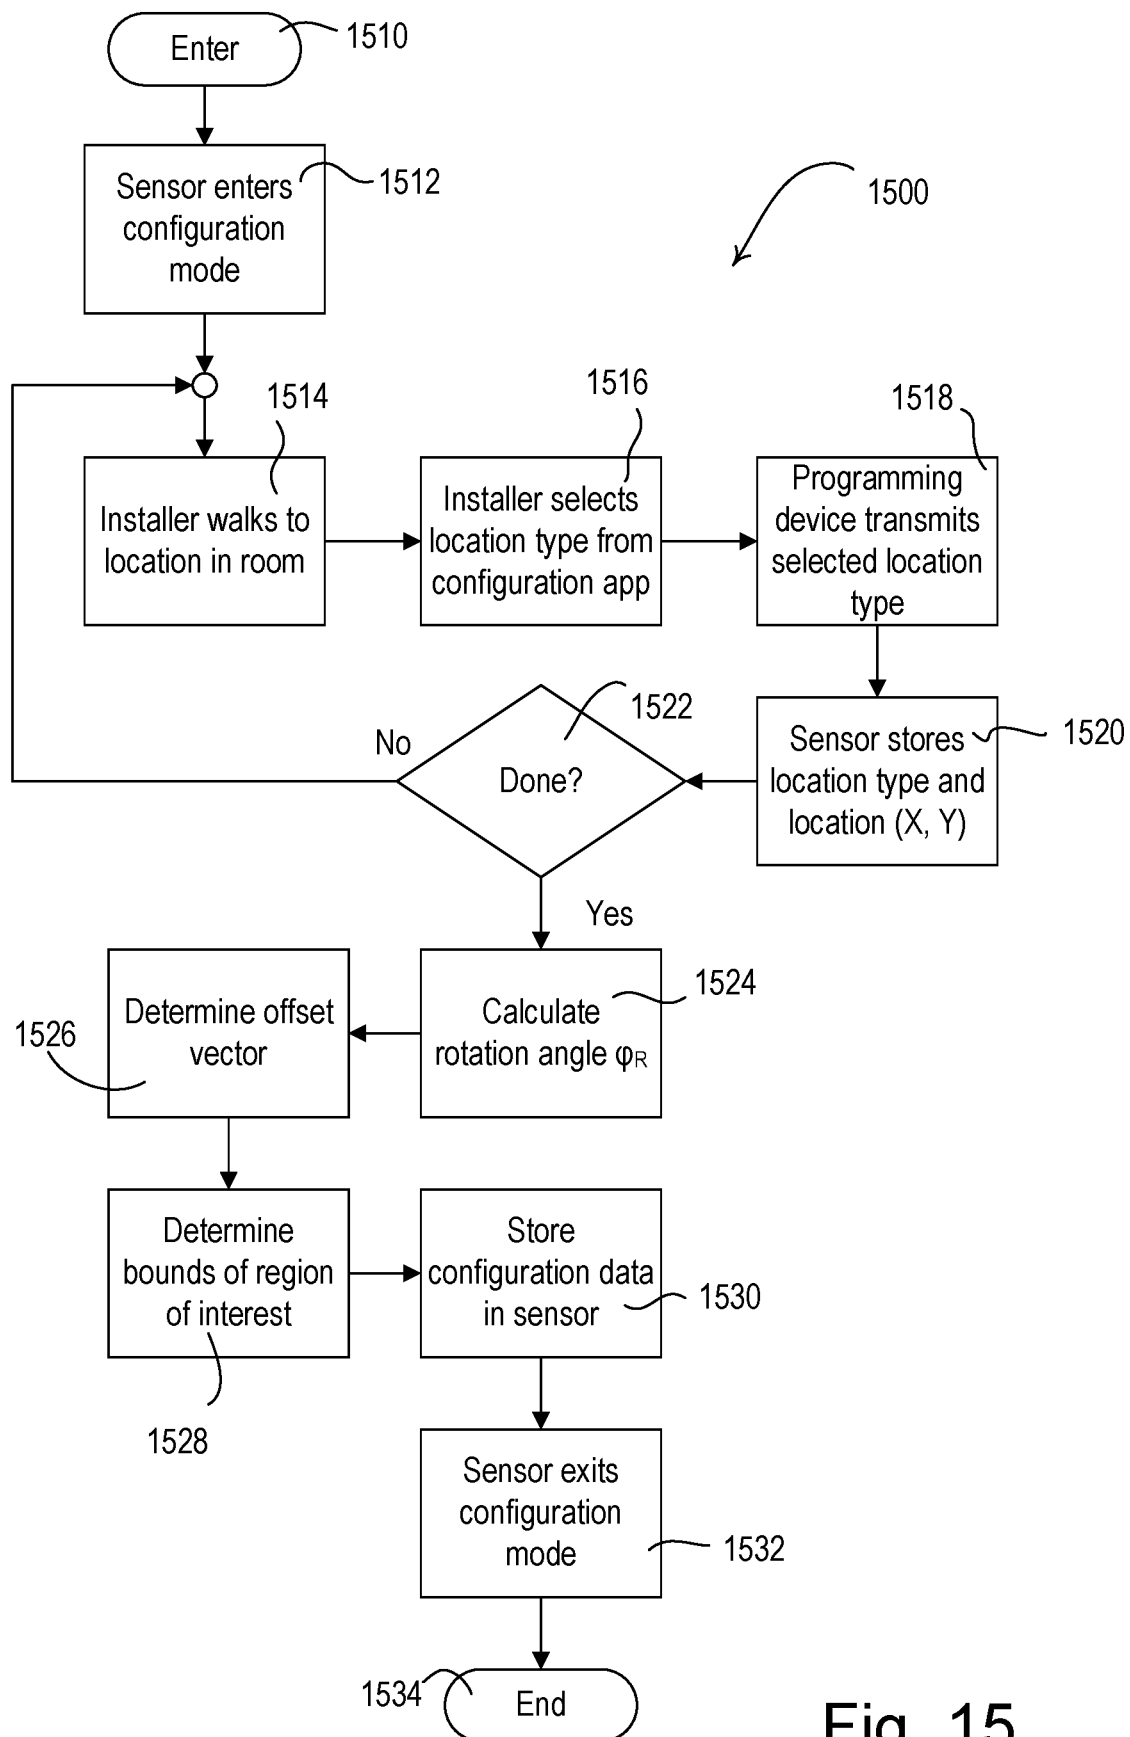 Enter
1510
Sensor enters
configuration
mode
1512
1500
1514
Installer walks to
location in room
1516
Installer selects
location type from
configuration app
1518
Programming
device transmits
selected location
type
1520
Sensor stores
location type and
location (X, Y)
1522
Done?
No
Yes
1524
Calculate
rotation angle φR
1526
Determine offset
vector
Determine
bounds of region
of interest
1528
Store
configuration data
in sensor
1530
Sensor exits
configuration
mode
1532
1534
End
Fig. 15